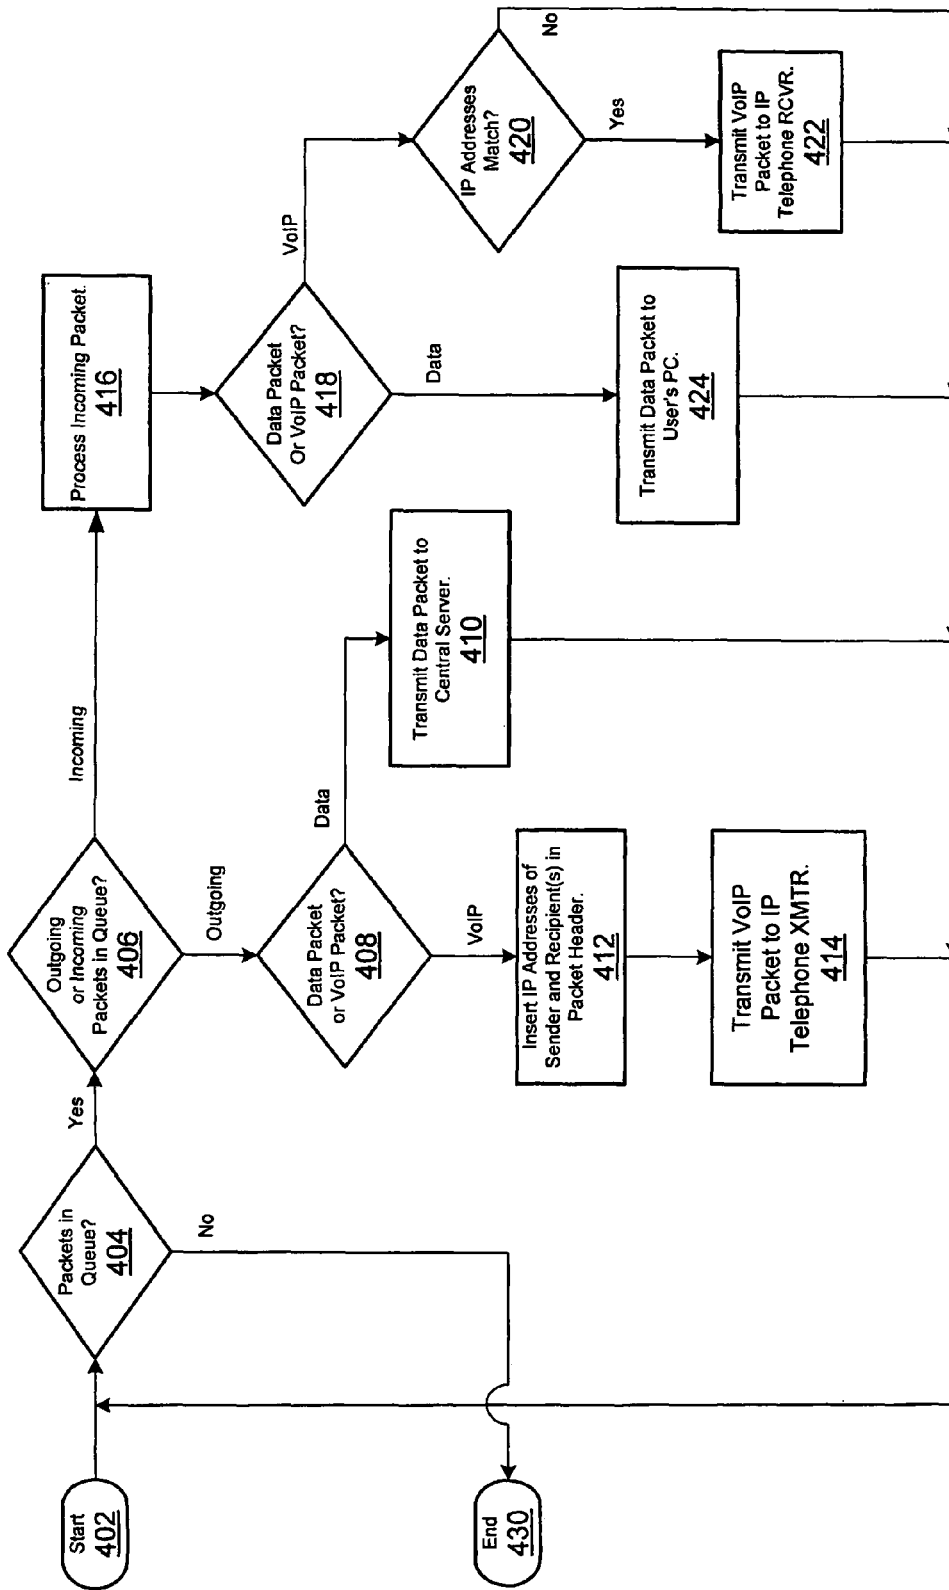 Start
402
Packets in
Queue?
404
Yes
No
End
430
Outgoing
or Incoming
Packets in Queue?
406
Incoming
Outgoing
Data Packet
or VoIP Packet?
408
Data
VoIP
Transmit Data Packet to
Central Server.
410
Insert IP Addresses of
Sender and Recipient(s) in
Packet Header.
412
Transmit VoIP
Packet to IP
Telephone XMTR.
414
Process Incoming Packet.
416
Data Packet
Or VoIP Packet?
418
VoIP
Data
IP Addresses
Match?
420
No
Yes
Transmit VoIP
Packet to IP
Telephone RCVR.
422
Transmit Data Packet to
User's PC.
424